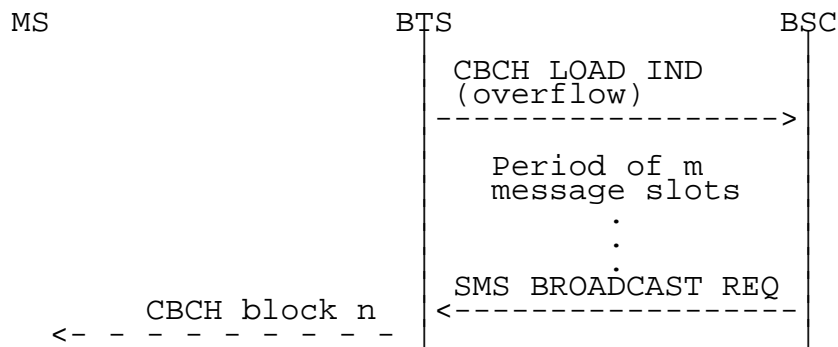 MS BTS BSC
CBCH LOAD IND
(overflow)
Period of m
message slots
.
.
.
SMS BROADCAST REQ
CBCH block n